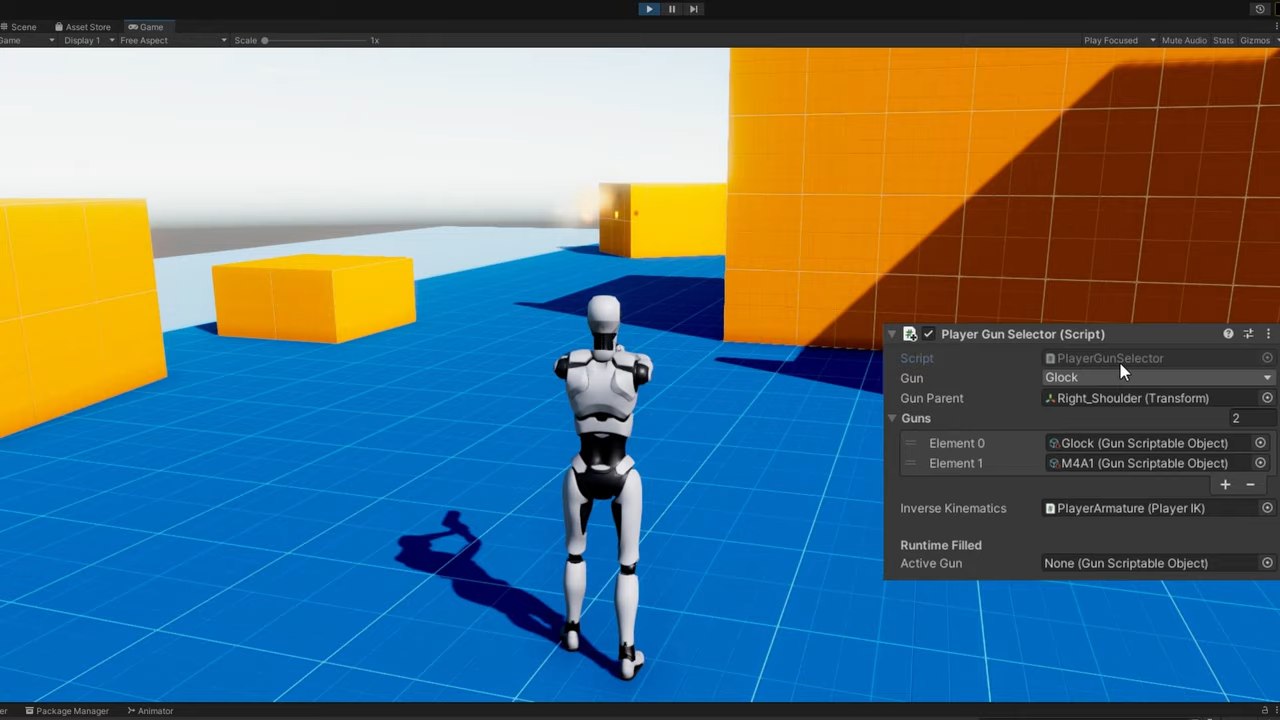 Scene Asset Store Game
Game Display 1 Free Aspect Scale 1x Play Focused Mute Audio Stats Gizmos
Player Gun Selector (Script)
Script PlayerGunSelector
Gun Glock
Gun Parent Right_Shoulder (Transform)
Guns 2
Element 0 Glock (Gun Scriptable Object)
Element 1 M4A1 (Gun Scriptable Object)
Inverse Kinematics PlayerArmature (Player IK)
Runtime Filled
Active Gun None (Gun Scriptable Object)
er Package Manager Animator